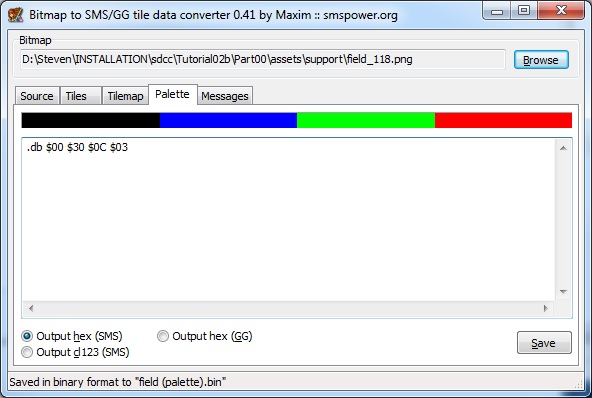 Bitmap to SMS/GG tile data converter 0.41 by Maxim :: smspower.org
Bitmap
D:\Steven\INSTALLATION\sdcc\Tutorial02b\Part00\assets\support\field_118.png
Browse
Source Tiles Tilemap Palette Messages
.db $00 $30 $0C $03
Output hex (SMS) Output hex (GG)
Output cl123 (SMS)
Save
Saved in binary format to "field (palette).bin"